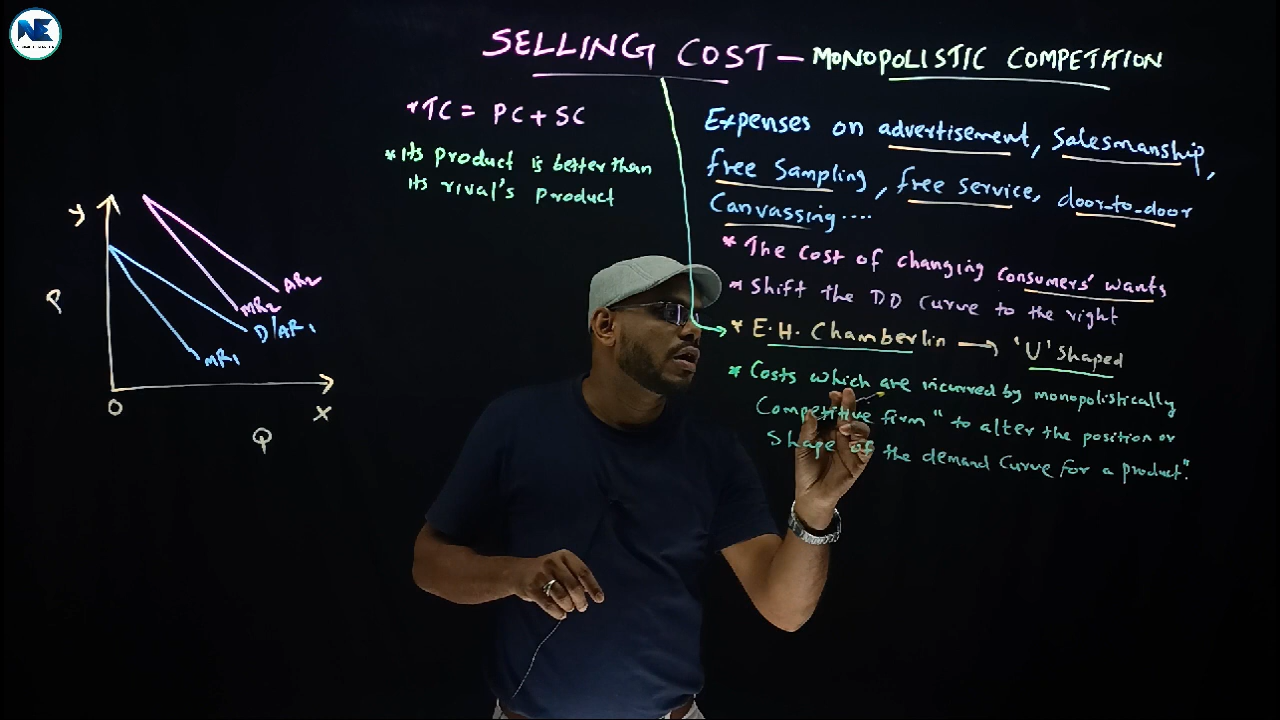 NE
SELLING COST – MONOPOLISTIC COMPETITION
*TC = PC + SC
* Its product is better than
its rival's product
Expenses on advertisement, Salesmanship,
free Sampling, free service, door-to-door
Canvassing....
* The cost of changing consumers' wants
* Shift the DD curve to the right
* E.H. Chamberlin → 'U' shaped
* Costs which are incurred by monopolistically
Competitive firm "to alter the position or
shape of the demand curve for a product".
y
P
AR2
MR2
D/AR1
MR1
O
X
Q